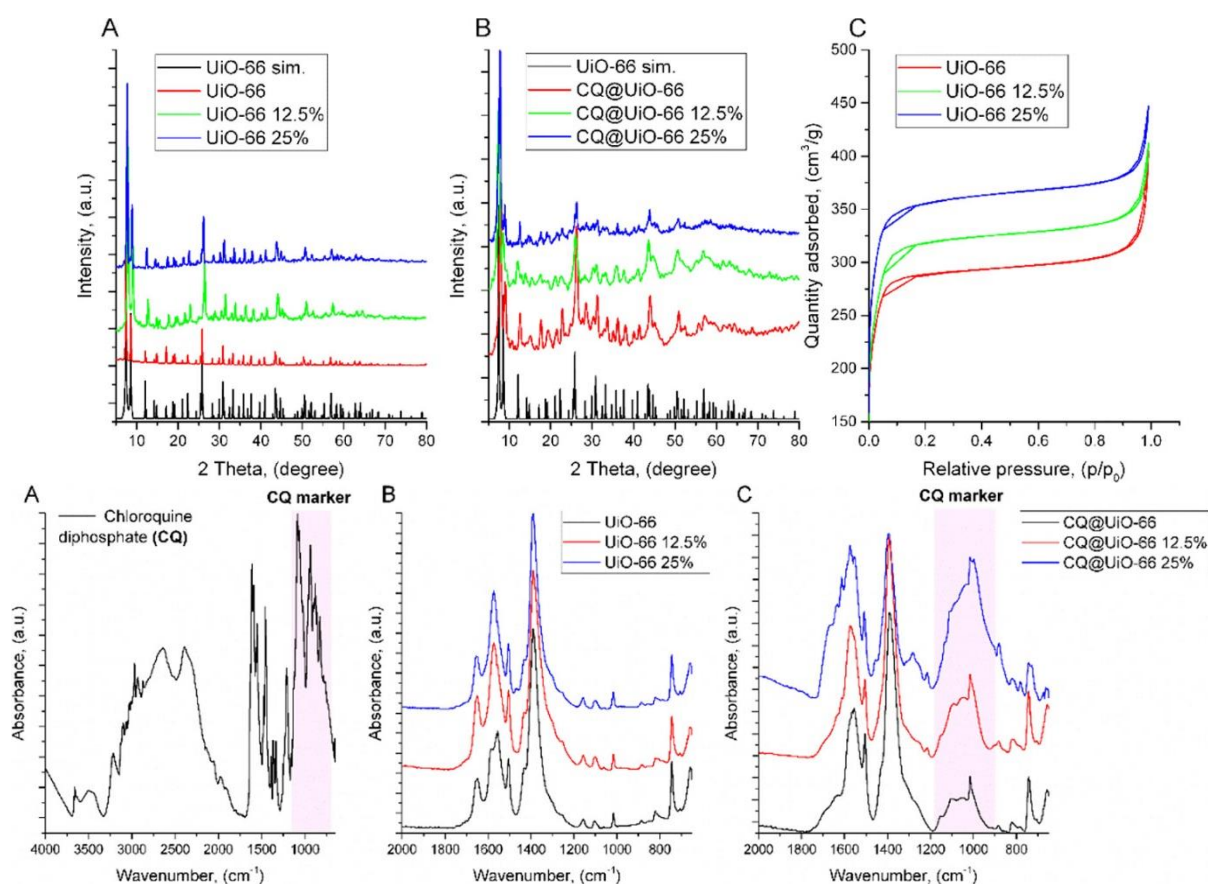 A
UiO-66 sim.
UiO-66
UiO-66 12.5%
UiO-66 25%
Intensity, (a.u.)
5 10 20 30 40 50 60 70 80
2 Theta, (degree)
B
UiO-66 sim.
CQ@UiO-66
CQ@UiO-66 12.5%
CQ@UiO-66 25%
Intensity, (a.u.)
5 10 20 30 40 50 60 70 80
2 Theta, (degree)
C
UiO-66
UiO-66 12.5%
UiO-66 25%
Quantity adsorbed, (cm³/g)
500
450
400
350
300
250
200
150
0.0 0.2 0.4 0.6 0.8 1.0
Relative pressure, (p/p₀)
A
CQ marker
Chloroquine
diphosphate (CQ)
Absorbance, (a.u.)
4000 3500 3000 2500 2000 1500 1000
Wavenumber, (cm⁻¹)
B
UiO-66
UiO-66 12.5%
UiO-66 25%
Absorbance, (a.u.)
2000 1800 1600 1400 1200 1000 800
Wavenumber, (cm⁻¹)
C
CQ marker
CQ@UiO-66
CQ@UiO-66 12.5%
CQ@UiO-66 25%
Absorbance, (a.u.)
2000 1800 1600 1400 1200 1000 800
Wavenumber, (cm⁻¹)